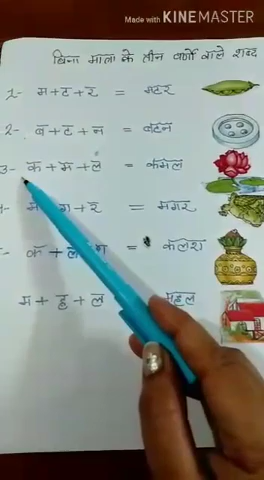 Made with KINEMASTER
बिना मात्रा के तीन वर्णों वाले शब्द
1- म+ट+र = मटर
2- ब+ट+न = बटन
3- क+म+ल = कमल
म ग+र = मगर
क+ल श = कलश
म+ह+ल महल